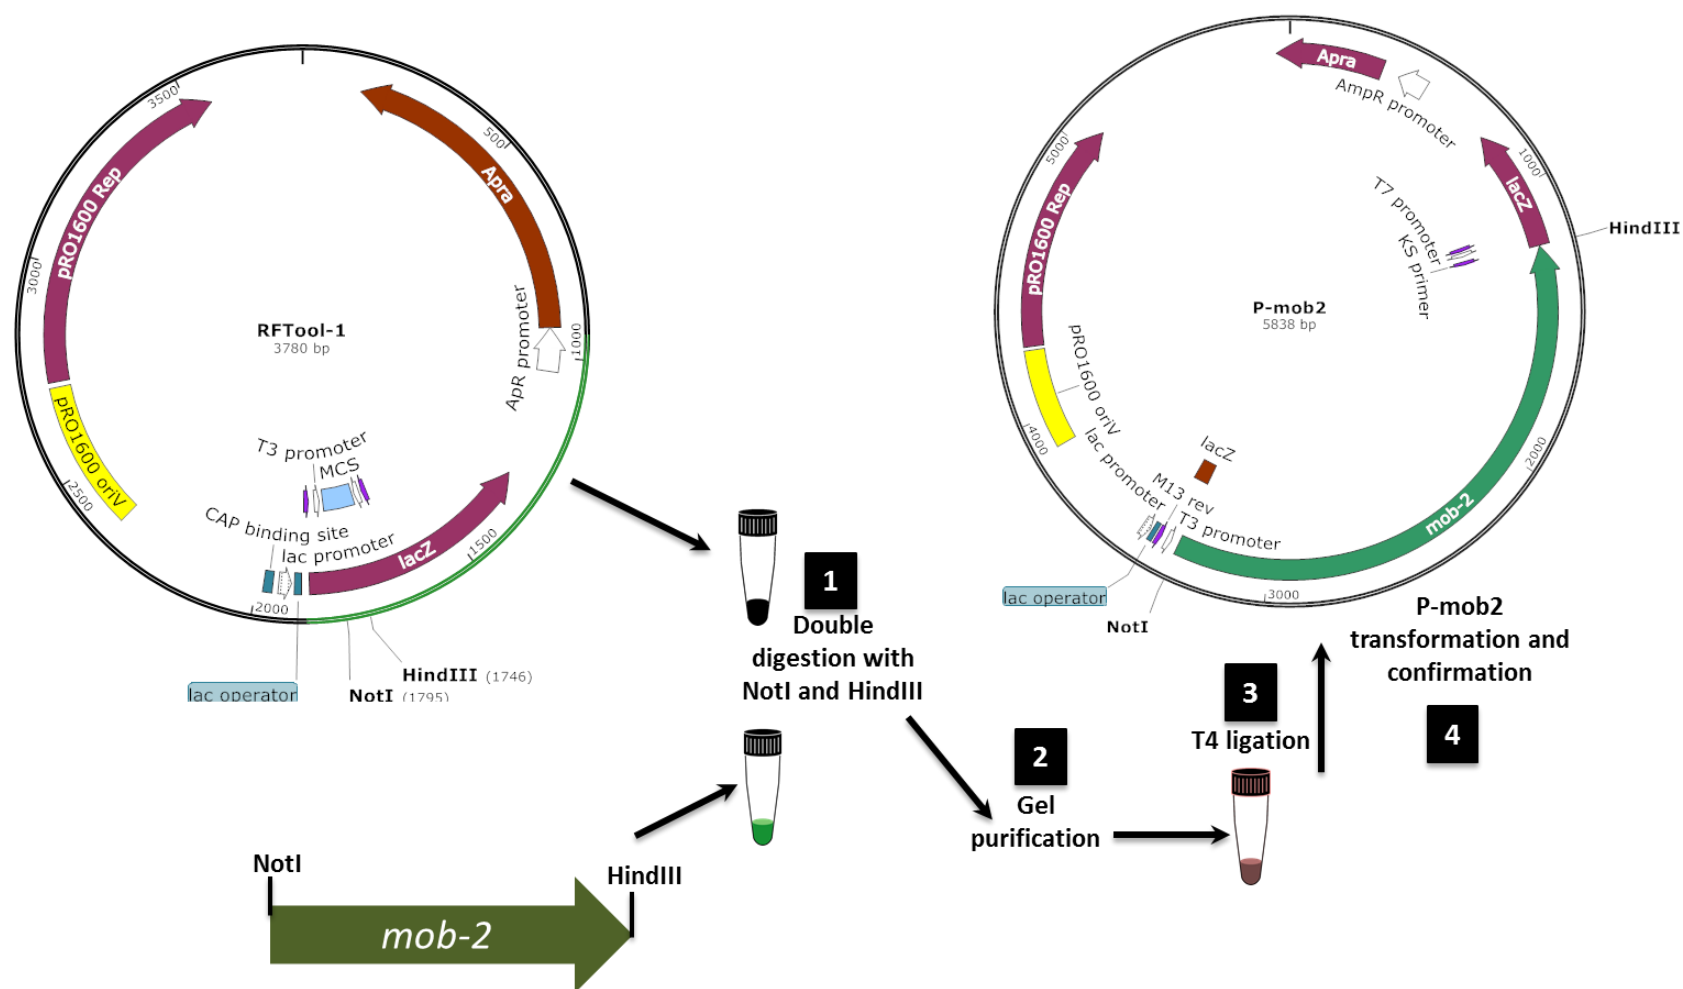 3500
pRO1600 Rep
3000
pRO1600 oriV
2500
Apra
500
ApR promoter
1000
RFTool-1
3780 bp
T3 promoter
MCS
CAP binding site
lac promoter
lacZ
1500
2000
lac operator
HindIII (1746)
NotI (1795)
Apra
AmpR promoter
5000
pRO1600 Rep
1000
lacZ
T7 promoter
KS primer
HindIII
P-mob2
5838 bp
pRO1600 oriV
4000
lac promoter
lacZ
M13 rev
T3 promoter
mob-2
2000
3000
lac operator
NotI
1
Double
digestion with
NotI and HindIII
2
Gel
purification
3
T4 ligation
P-mob2
transformation and
confirmation
4
NotI
HindIII
mob-2